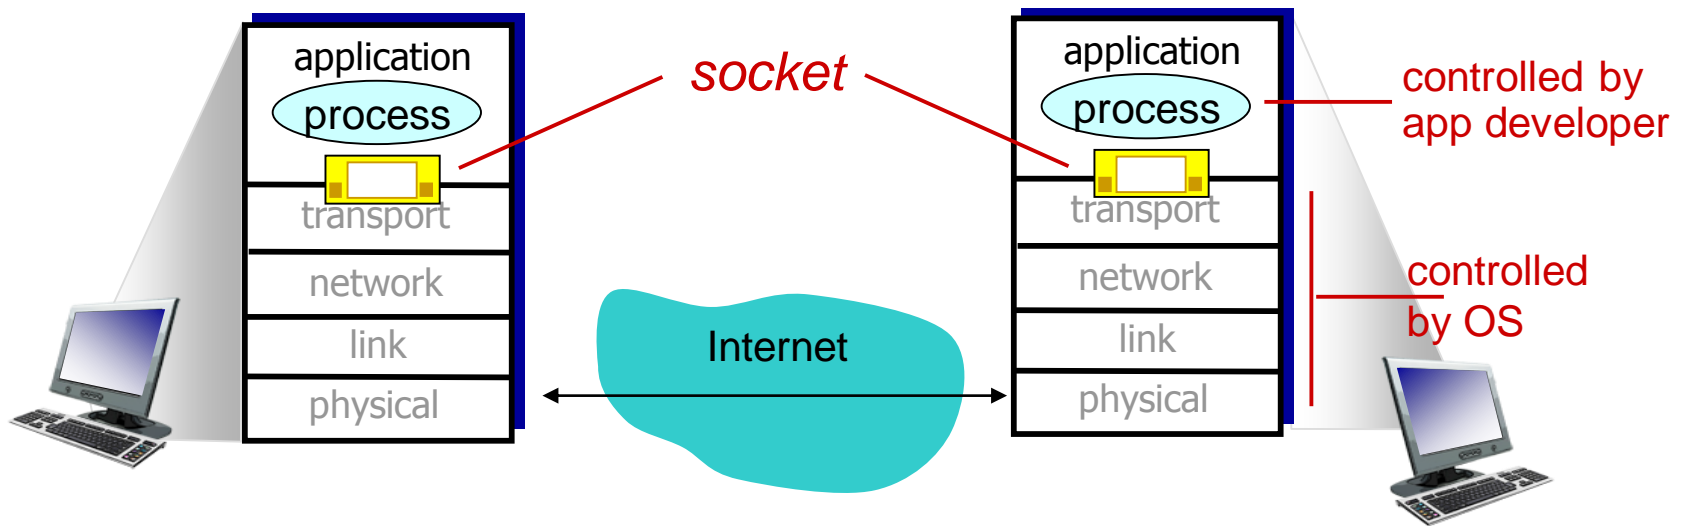 application
process
transport
network
link
physical
socket
Internet
application
process
transport
network
link
physical
controlled by
app developer
controlled
by OS